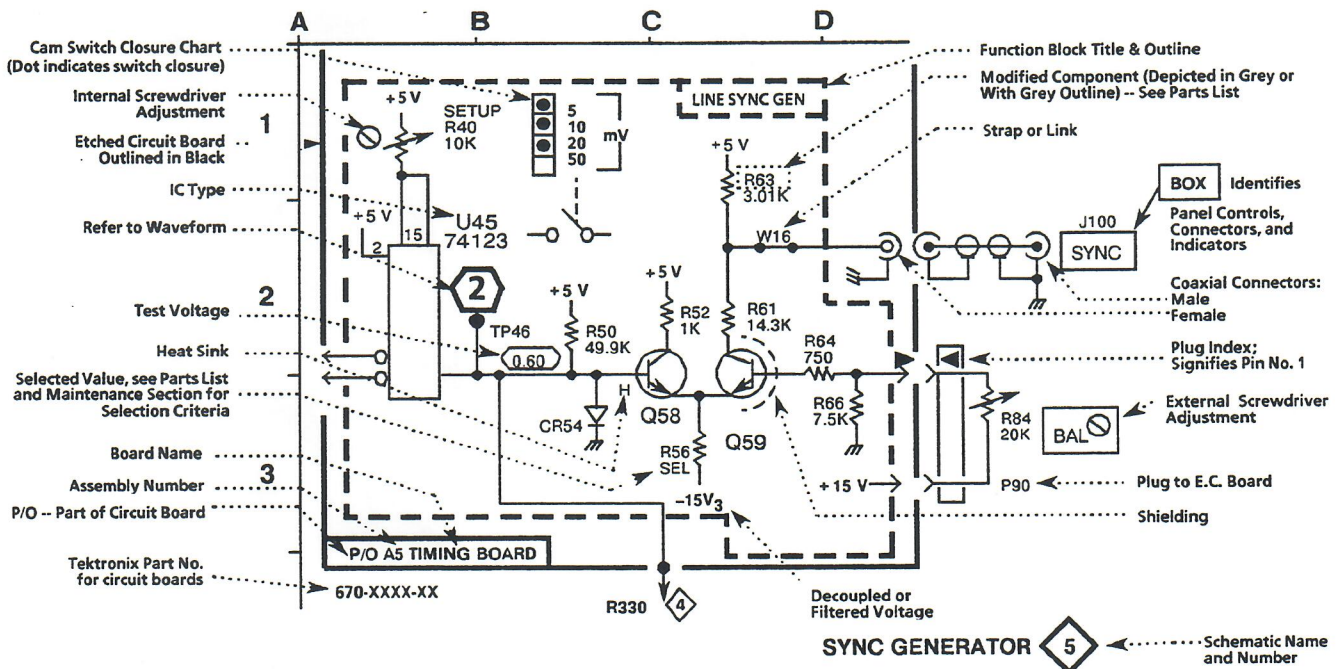 A B C D
Cam Switch Closure Chart
(Dot indicates switch closure)
Internal Screwdriver
Adjustment
1
Etched Circuit Board
Outlined in Black
IC Type
Refer to Waveform
2
Test Voltage
Heat Sink
Selected Value, see Parts List
and Maintenance Section for
Selection Criteria
Board Name
3
Assembly Number
P/O -- Part of Circuit Board
Tektronix Part No.
for circuit boards
+5 V
SETUP
R40
10K
5
10
20
50
mV
LINE SYNC GEN
+5 V
R63
3.01K
W16
+5 V
2
15
U45
74123
2
TP46
0.60
+5 V
R50
49.9K
CR54
+5 V
R52
1K
H
Q58
R61
14.3K
Q59
R56
SEL
-15V3
R64
750
R66
7.5K
+15 V
P/O A5 TIMING BOARD
670-XXXX-XX
R330
4
Function Block Title & Outline
Modified Component (Depicted in Grey or
With Grey Outline) -- See Parts List
Strap or Link
BOX Identifies
Panel Controls,
Connectors, and
Indicators
J100
SYNC
Coaxial Connectors:
Male
Female
Plug Index;
Signifies Pin No. 1
R84
20K
BAL
External Screwdriver
Adjustment
P90
Plug to E.C. Board
Shielding
Decoupled or
Filtered Voltage
SYNC GENERATOR 5
Schematic Name
and Number